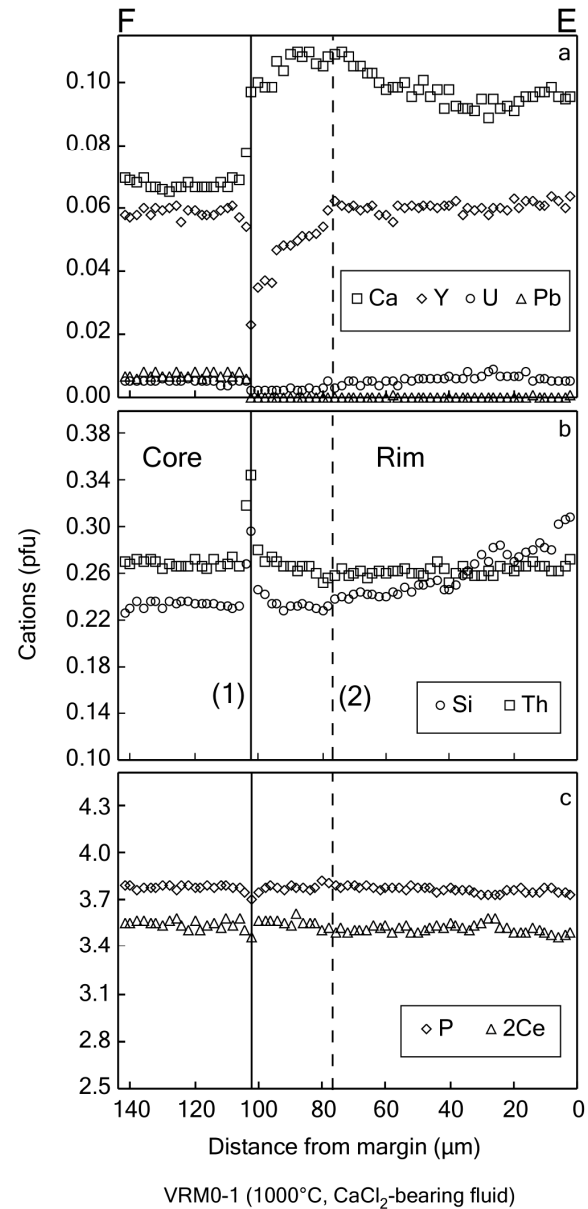 F E
a
0.10
0.08
0.06
0.04
0.02
0.00
Ca Y U Pb
b
Core Rim
0.38
0.34
0.30
0.26
0.22
0.18
0.14
0.10
(1) (2)
Si Th
Cations (pfu)
c
4.3
4.0
3.7
3.4
3.1
2.8
2.5
P 2Ce
140 120 100 80 60 40 20 0
Distance from margin (µm)
VRM0-1 (1000°C, CaCl₂-bearing fluid)